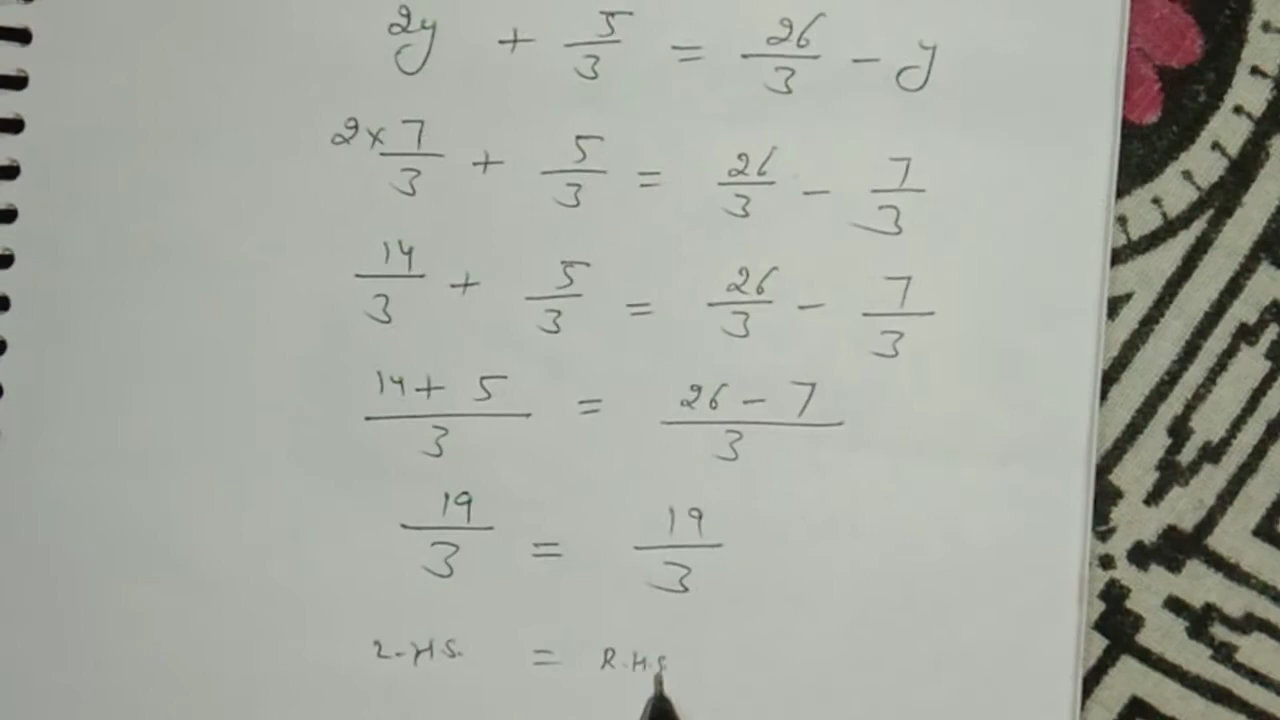 2y + 5/3 = 26/3 - y
2 × 7/3 + 5/3 = 26/3 - 7/3
14/3 + 5/3 = 26/3 - 7/3
14 + 5/3 = 26 - 7/3
19/3 = 19/3
L.H.S. = R.H.S